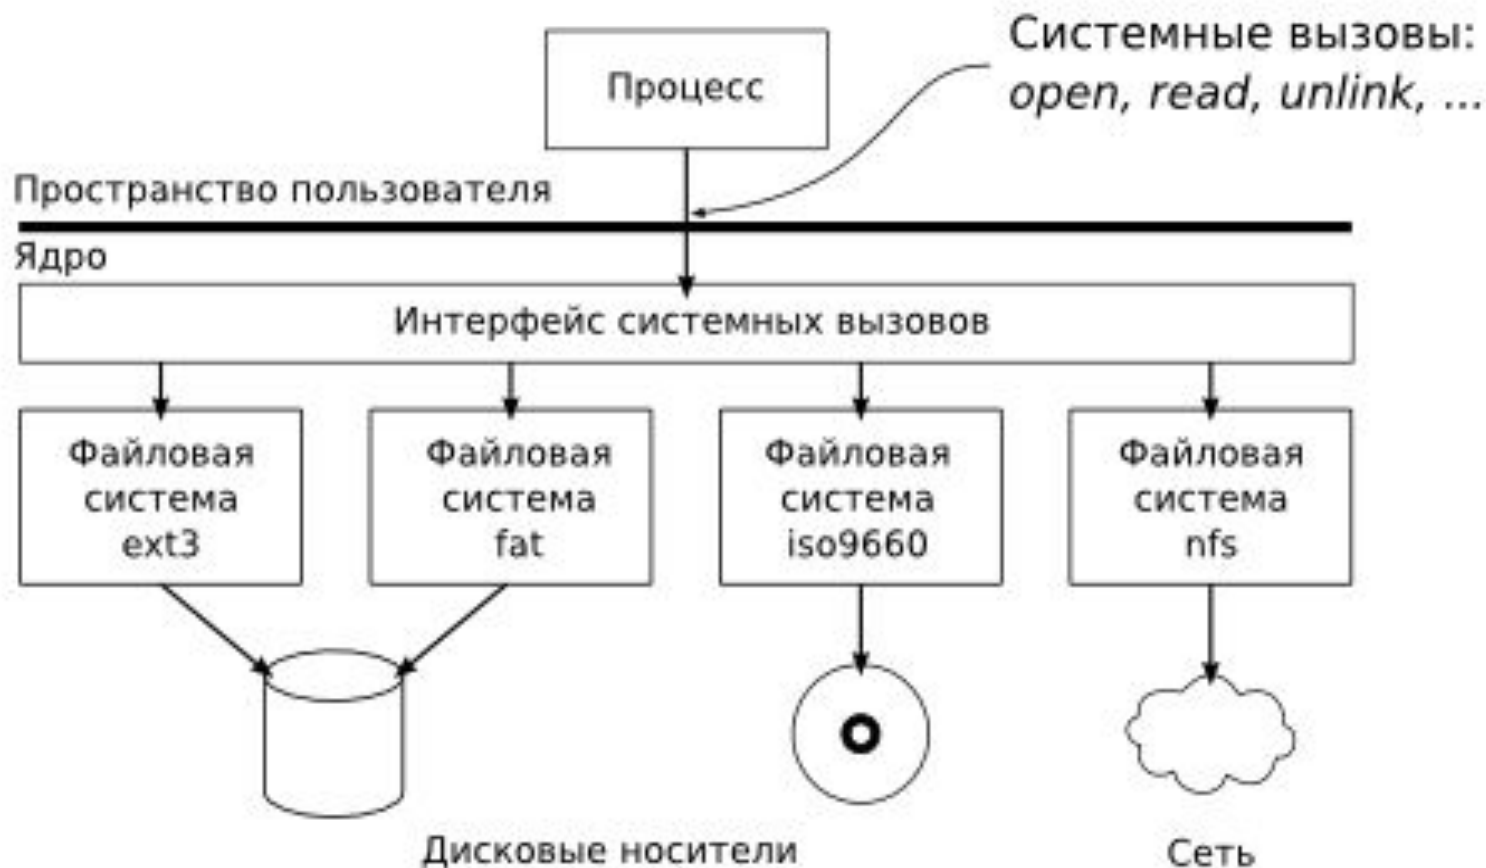 Системные вызовы:
open, read, unlink, ...
Процесс
Пространство пользователя
Ядро
Интерфейс системных вызовов
Файловая
система
ext3
Файловая
система
fat
Файловая
система
iso9660
Файловая
система
nfs
Дисковые носители
Сеть